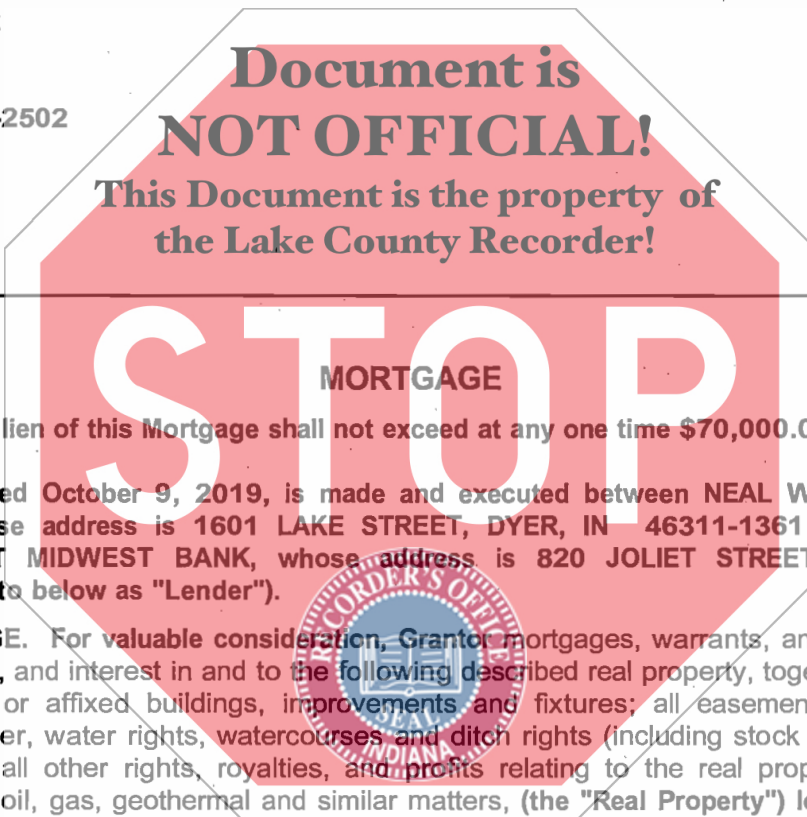 2502
Document is
NOT OFFICIAL!
This Document is the property of
the Lake County Recorder!
STOP
MORTGAGE
lien of this Mortgage shall not exceed at any one time $70,000.0
ed October 9, 2019, is made and executed between NEAL W
se address is 1601 LAKE STREET, DYER, IN 46311-1361
T MIDWEST BANK, whose address is 820 JOLIET STREET
to below as "Lender").
GE. For valuable consideration, Grantor mortgages, warrants, an
, and interest in and to the following described real property, toge
or affixed buildings, improvements and fixtures; all easemen
er, water rights, watercourses and ditch rights (including stock
all other rights, royalties, and profits relating to the real prop
oil, gas, geothermal and similar matters, (the "Real Property") l
RECORDER'S OFFICE
SEAL
INDIANA